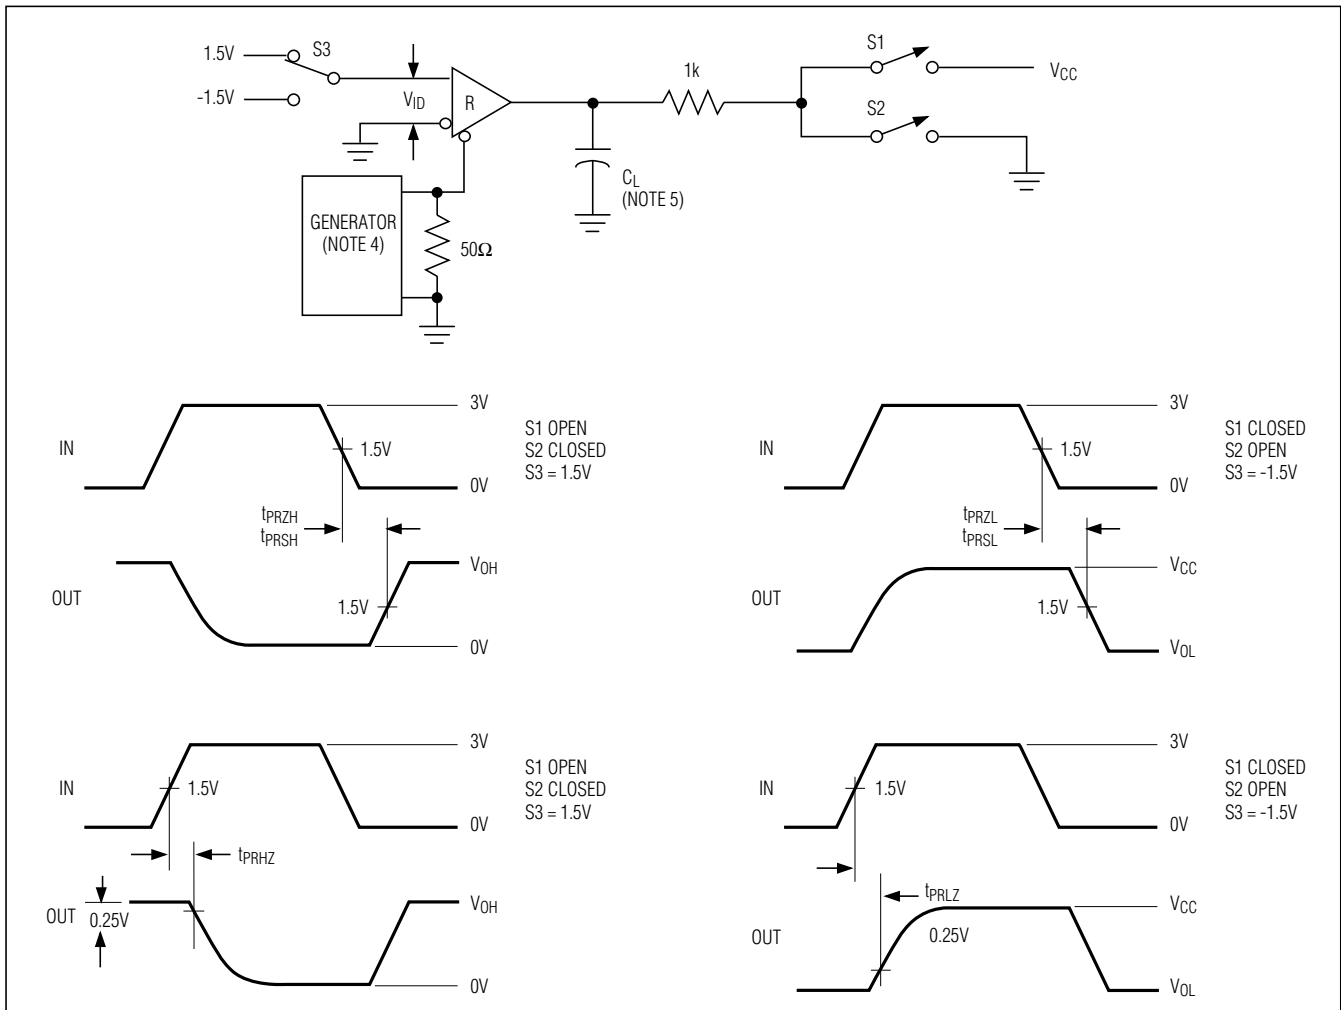 1.5V
S3
-1.5V
VID
R
1k
S1
VCC
S2
CL
(NOTE 5)
GENERATOR
(NOTE 4)
50Ω
IN
3V
1.5V
0V
S1 OPEN
S2 CLOSED
S3 = 1.5V
tPRZH
tPRSH
OUT
VOH
1.5V
0V
3V
1.5V
0V
S1 CLOSED
S2 OPEN
S3 = -1.5V
tPRZL
tPRSL
OUT
VCC
1.5V
VOL
IN
3V
1.5V
0V
S1 OPEN
S2 CLOSED
S3 = 1.5V
tPRHZ
OUT
0.25V
VOH
0V
IN
3V
1.5V
0V
S1 CLOSED
S2 OPEN
S3 = -1.5V
tPRLZ
OUT
VCC
0.25V
VOL